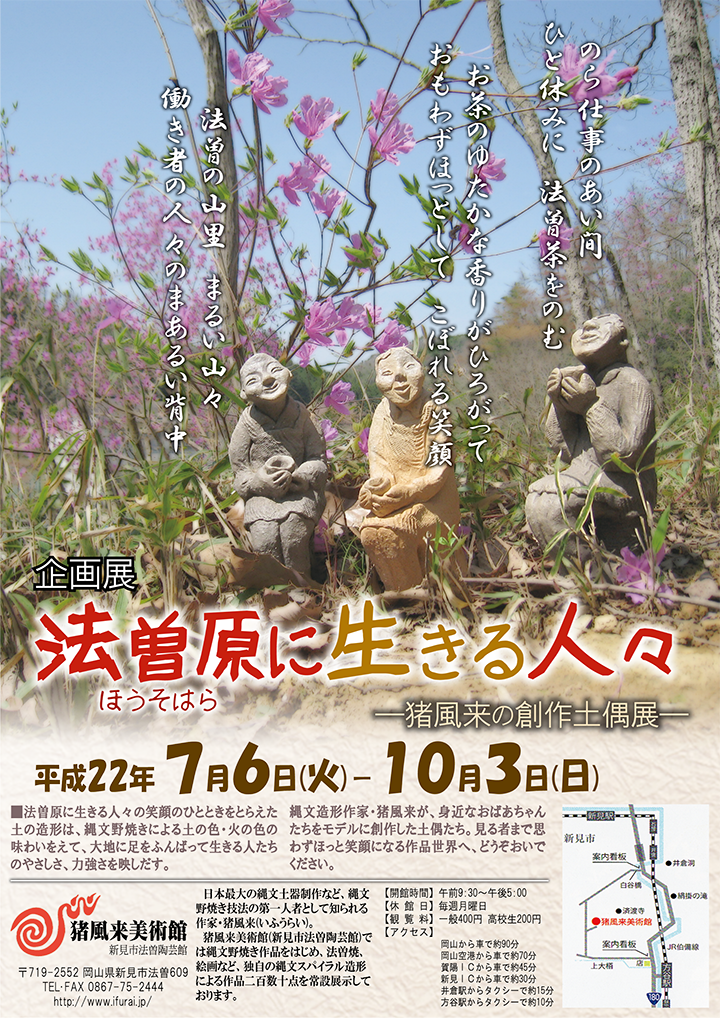 のら仕事のあい間
ひと休みに　法曽茶をのむ
お茶のゆたかな香りがひろがって
おもわずほっとして　こぼれる笑顔
法曽の山里　まるい山々
働き者の人々のまあるい背中
企画展
法曽原に生きる人々
ほうそはら
―猪風来の創作土偶展―
平成22年 7月6日(火)－10月3日(日)
■法曽原に生きる人々の笑顔のひとときをとらえた
土の造形は、縄文野焼きによる土の色・火の色の
味わいをえて、大地に足をふんばって生きる人たち
のやさしさ、力強さを映しだす。
縄文造形作家・猪風来が、身近なおばあちゃん
たちをモデルに創作した土偶たち。見る者まで思
わずほっと笑顔になる作品世界へ、どうぞおいで
ください。
猪風来美術館
新見市法曽陶芸館
〒719-2552 岡山県新見市法曽609
TEL･FAX 0867-75-2444
http://www.ifurai.jp/
日本最大の縄文土器制作など、縄文
野焼き技法の第一人者として知られる
作家・猪風来(いふうらい)。
猪風来美術館(新見市法曽陶芸館)で
は縄文野焼き作品をはじめ、法曽焼、
絵画など、独自の縄文スパイラル造形
による作品二百数十点を常設展示して
おります。
【開館時間】午前9:30～午後5:00
【休 館 日】毎週月曜日
【観 覧 料】一般400円 高校生200円
【アクセス】
岡山から車で約90分
岡山空港から車で約70分
賀陽ＩＣから車で約45分
新見ＩＣから車で約30分
井倉駅からタクシーで約15分
方谷駅からタクシーで約10分
新見駅
新見市
案内看板
白谷橋
井倉洞
絹掛の滝
済渡寺
猪風来美術館
案内看板
JR伯備線
上大栢
店
方谷駅
180